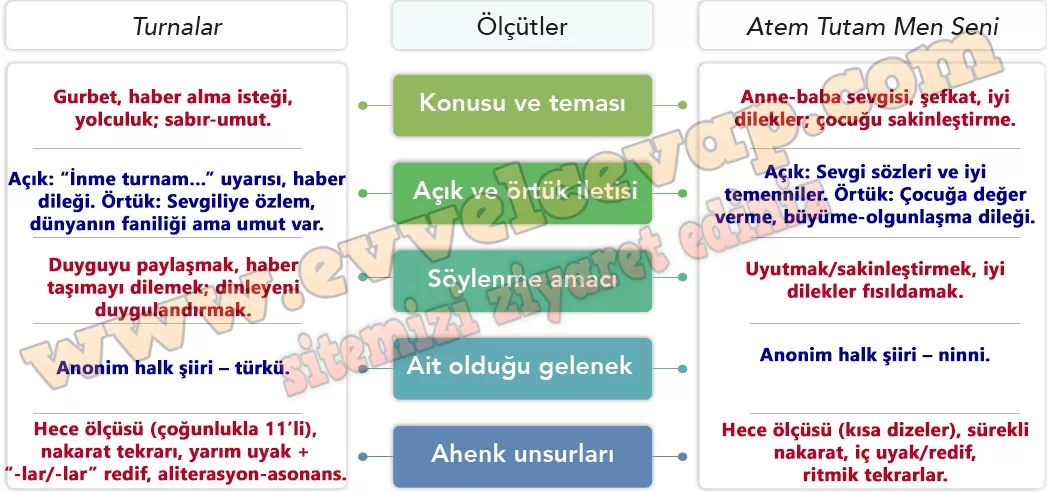 Turnalar
Ölçütler
Atem Tutam Men Seni
Gurbet, haber alma isteği,
yolculuk; sabır-umut.
Konusu ve teması
Anne-baba sevgisi, şefkat, iyi
dilekler; çocuğu sakinleştirme.
Açık: “İnme turnam...” uyarısı, haber
dileği. Örtük: Sevgiliye özlem,
dünyanın faniliği ama umut var.
Açık ve örtük iletisi
Açık: Sevgi sözleri ve iyi
temenniler. Örtük: Çocuğa değer
verme, büyüme-olgunlaşma dileği.
Duyguyu paylaşmak, haber
taşımayı dilemek; dinleyeni
duygulandırmak.
Söylenme amacı
Uyutmak/sakinleştirmek, iyi
dilekler fısıldamak.
Anonim halk şiiri – türkü.
Ait olduğu gelenek
Anonim halk şiiri – ninni.
Hece ölçüsü (çoğunlukla 11’li),
nakarat tekrarı, yarım uyak +
“-lar/-lar” redif, aliterasyon-asonans.
Ahenk unsurları
Hece ölçüsü (kısa dizeler), sürekli
nakarat, iç uyak/redif,
ritmik tekrarlar.
www.evvelcevap.com
sitemizi ziyaret ediniz